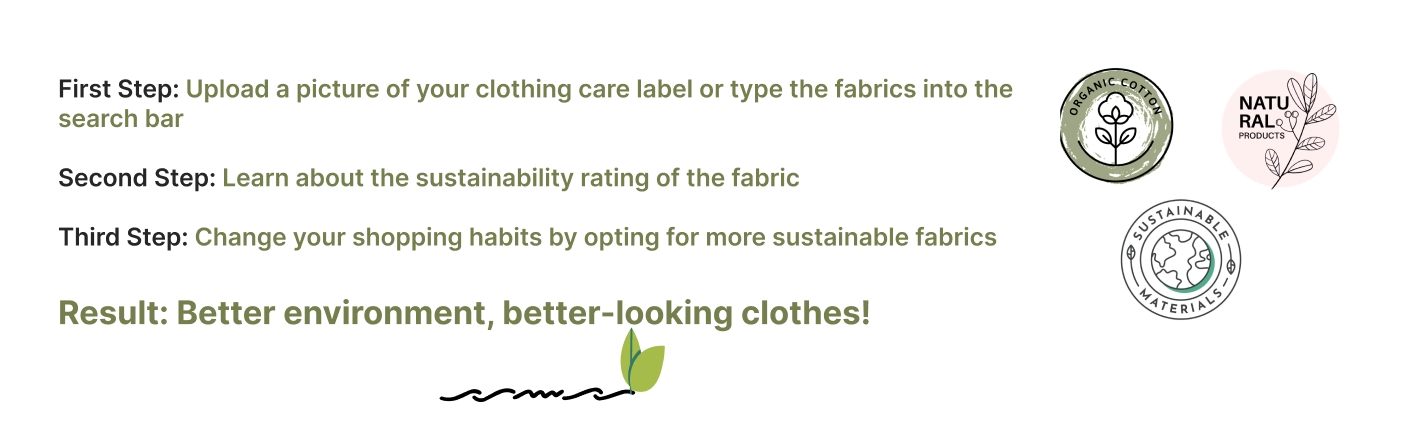 First Step: Upload a picture of your clothing care label or type the fabrics into the
search bar
Second Step: Learn about the sustainability rating of the fabric
Third Step: Change your shopping habits by opting for more sustainable fabrics
Result: Better environment, better-looking clothes!
ORGANIC COTTON
NATU
RAL
PRODUCTS
SUSTAINABLE
MATERIALS